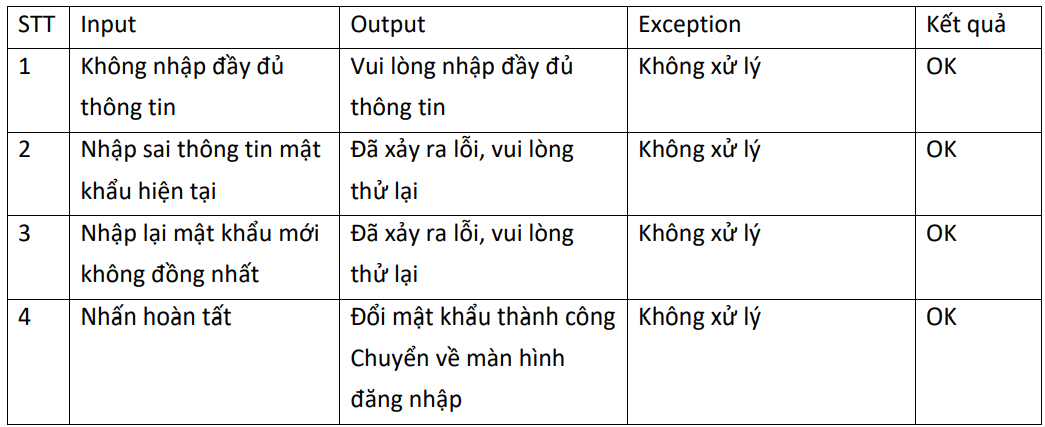 STT Input Output Exception Kết quả
1 Không nhập đầy đủ Vui lòng nhập đầy đủ Không xử lý OK
thông tin thông tin
2 Nhập sai thông tin mật Đã xảy ra lỗi, vui lòng Không xử lý OK
khẩu hiện tại thử lại
3 Nhập lại mật khẩu mới Đã xảy ra lỗi, vui lòng Không xử lý OK
không đồng nhất thử lại
4 Nhấn hoàn tất Đổi mật khẩu thành công Không xử lý OK
Chuyển về màn hình
đăng nhập